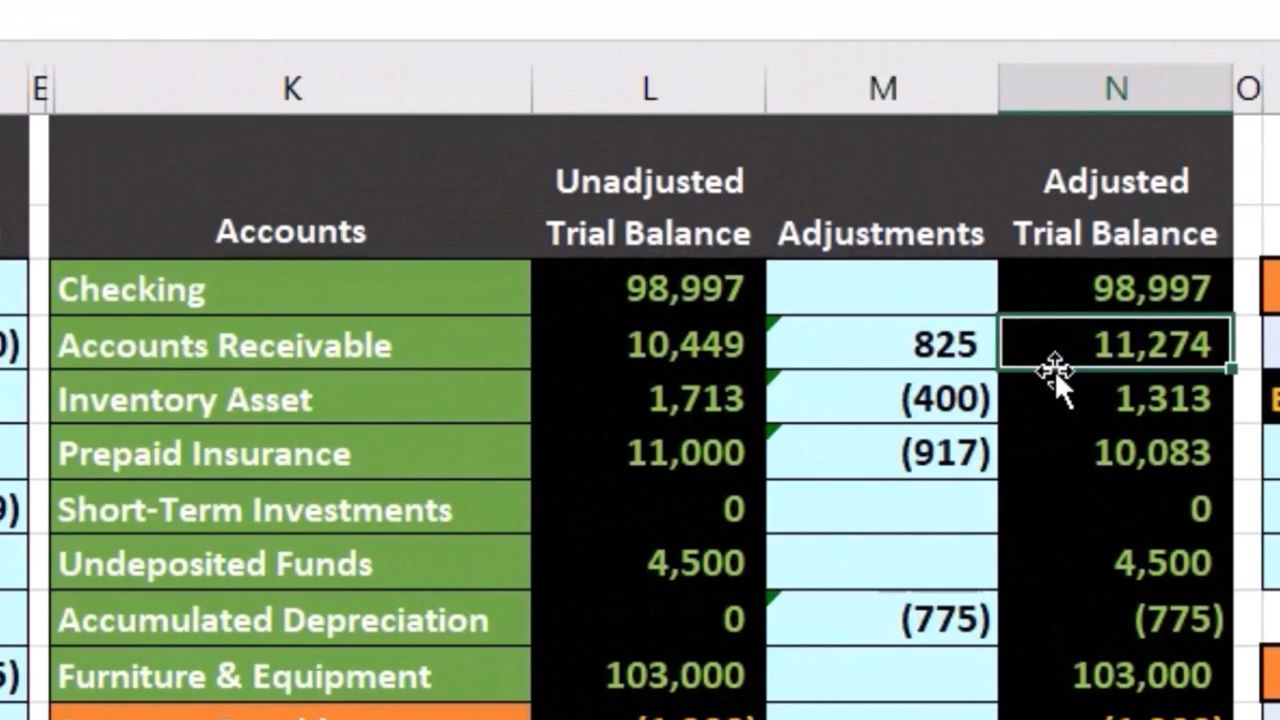 E K L M N O
Unadjusted Adjusted
Accounts Trial Balance Adjustments Trial Balance
Checking 98,997 98,997
Accounts Receivable 10,449 825 11,274
Inventory Asset 1,713 (400) 1,313
Prepaid Insurance 11,000 (917) 10,083
Short-Term Investments 0 0
Undeposited Funds 4,500 4,500
Accumulated Depreciation 0 (775) (775)
Furniture & Equipment 103,000 103,000